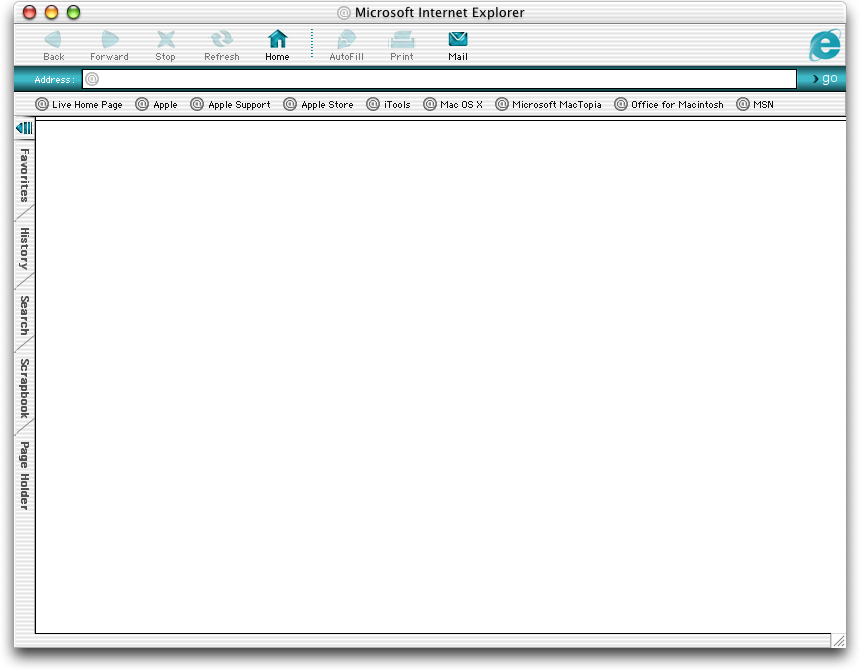 Microsoft Internet Explorer
Back Forward Stop Refresh Home AutoFill Print Mail
Address: @ go
@ Live Home Page @ Apple @ Apple Support @ Apple Store @ iTools @ Mac OS X @ Microsoft MacTopia @ Office for Macintosh @ MSN
Favorites
History
Search
Scrapbook
Page Holder